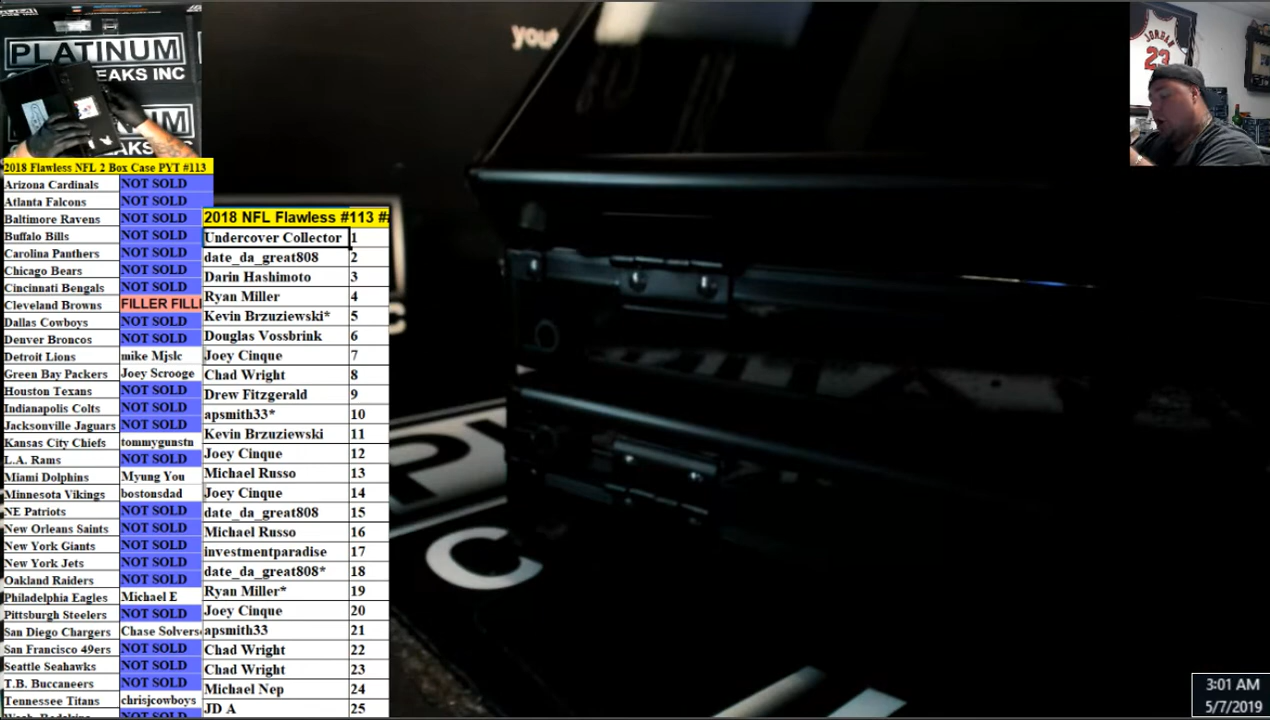 PLATINUM
EAKS INC
you
JORDAN
23
2018 Flawless NFL 2 Box Case PYT #113
Arizona Cardinals NOT SOLD
Atlanta Falcons NOT SOLD
Baltimore Ravens NOT SOLD
Buffalo Bills NOT SOLD
Carolina Panthers NOT SOLD
Chicago Bears NOT SOLD
Cincinnati Bengals NOT SOLD
Cleveland Browns FILLER FILL
Dallas Cowboys NOT SOLD
Denver Broncos NOT SOLD
Detroit Lions mike Mjslc
Green Bay Packers Joey Scrooge
Houston Texans NOT SOLD
Indianapolis Colts NOT SOLD
Jacksonville Jaguars NOT SOLD
Kansas City Chiefs tommygunstn
L.A. Rams NOT SOLD
Miami Dolphins Myung You
Minnesota Vikings bostonsdad
NE Patriots NOT SOLD
New Orleans Saints NOT SOLD
New York Giants NOT SOLD
New York Jets NOT SOLD
Oakland Raiders NOT SOLD
Philadelphia Eagles Michael E
Pittsburgh Steelers NOT SOLD
San Diego Chargers Chase Solvers
San Francisco 49ers NOT SOLD
Seattle Seahawks NOT SOLD
T.B. Buccaneers NOT SOLD
Tennessee Titans chrisjcowboys
NOT SOLD
2018 NFL Flawless #113 #
Undercover Collector 1
date_da_great808 2
Darin Hashimoto 3
Ryan Miller 4
Kevin Brzuziewski* 5
Douglas Vossbrink 6
Joey Cinque 7
Chad Wright 8
Drew Fitzgerald 9
apsmith33* 10
Kevin Brzuziewski 11
Joey Cinque 12
Michael Russo 13
Joey Cinque 14
date_da_great808 15
Michael Russo 16
investmentparadise 17
date_da_great808* 18
Ryan Miller* 19
Joey Cinque 20
apsmith33 21
Chad Wright 22
Chad Wright 23
Michael Nep 24
JD A 25
3:01 AM
5/7/2019